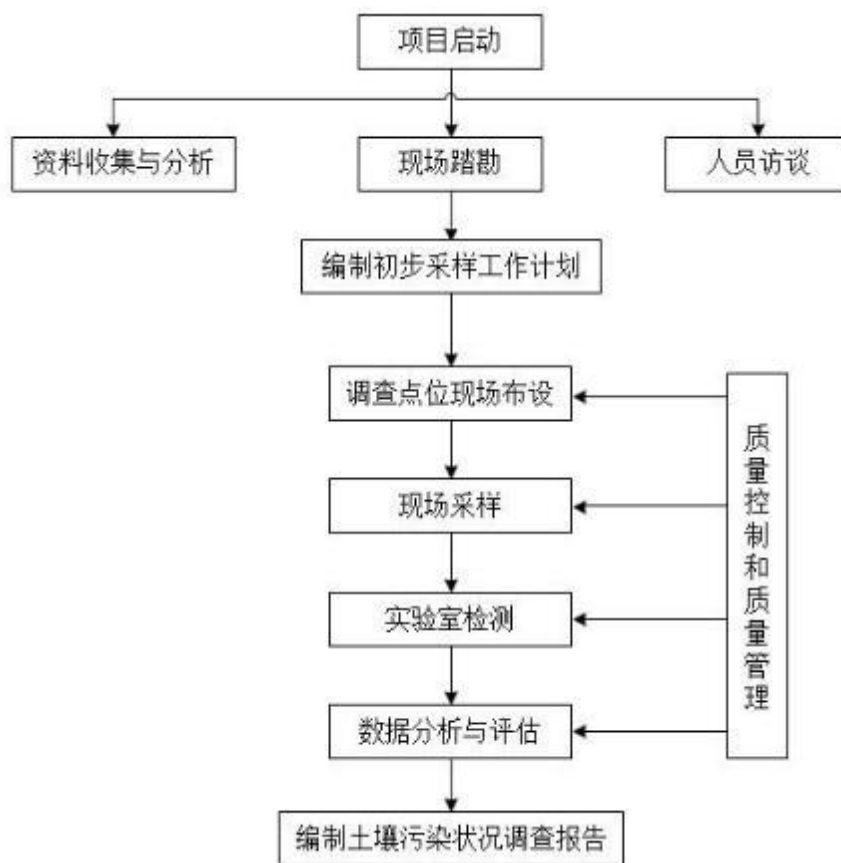 项目启动
资料收集与分析
现场踏勘
人员访谈
编制初步采样工作计划
调查点位现场布设
现场采样
实验室检测
数据分析与评估
质量控制和质量管理
编制土壤污染状况调查报告